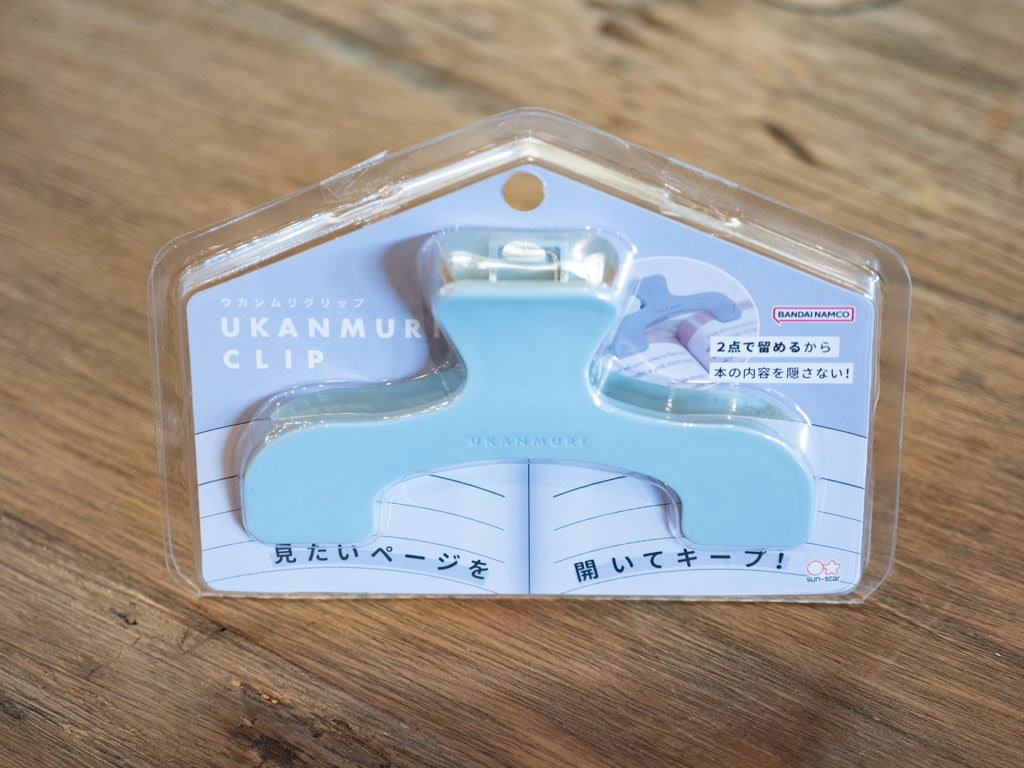 ウカンムリクリップ
UKANMURI
CLIP
BANDAI NAMCO
2点で留めるから
本の内容を隠さない!
UKANMURI
見たいページを
開いてキープ!
sun-star